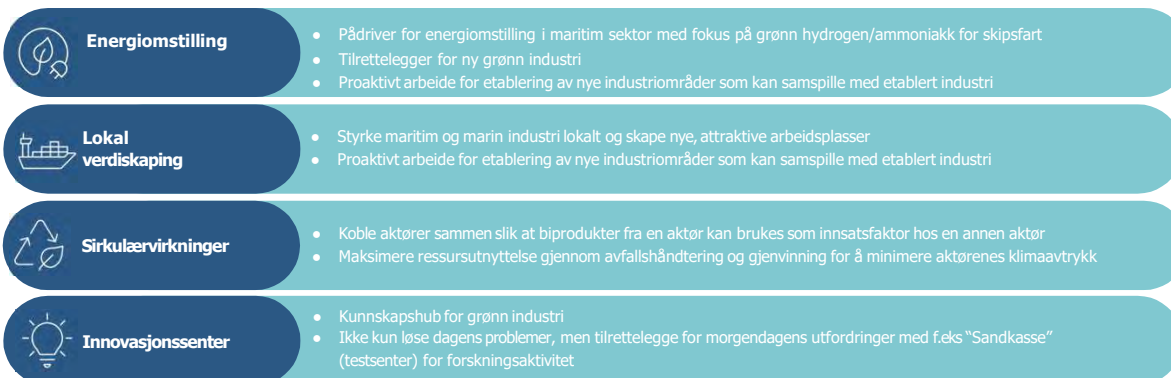 Energiomstilling
● Pådriver for energiomstilling i maritim sektor med fokus på grønn hydrogen/ammoniakk for skipsfart
● Tilrettelegger for ny grønn industri
● Proaktivt arbeide for etablering av nye industriområder som kan samspille med etablert industri
Lokal
verdiskaping
● Styrke maritim og marin industri lokalt og skape nye, attraktive arbeidsplasser
● Proaktivt arbeide for etablering av nye industriområder som kan samspille med etablert industri
Sirkulærvirkninger
● Koble aktører sammen slik at biprodukter fra en aktør kan brukes som innsatsfaktor hos en annen aktør
● Maksimere ressursutnyttelse gjennom avfallshåndtering og gjenvinning for å minimere aktørenes klimaavtrykk
Innovasjonssenter
● Kunnskapshub for grønn industri
● Ikke kun løse dagens problemer, men tilrettelegge for morgendagens utfordringer med f.eks “Sandkasse”
(testsenter) for forskningsaktivitet